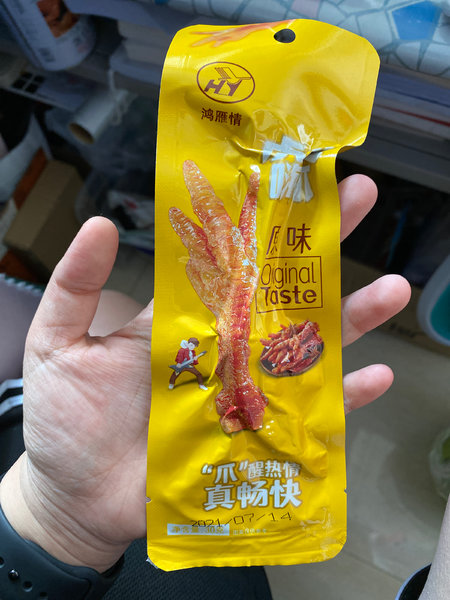 HY
鸿雁情
原味
Original
Taste
“爪”醒热情
真畅快
2021/07/14